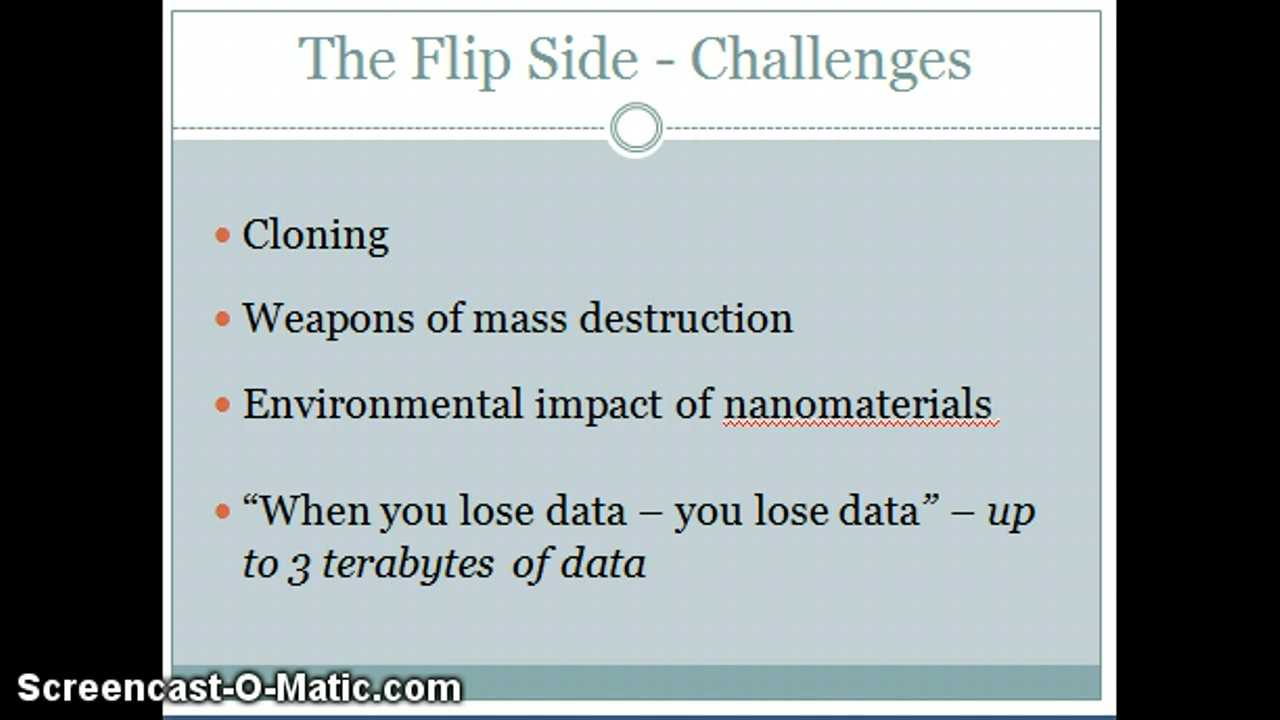 The Flip Side - Challenges
• Cloning
• Weapons of mass destruction
• Environmental impact of nanomaterials
• “When you lose data – you lose data” – up
to 3 terabytes of data
Screencast-O-Matic.com